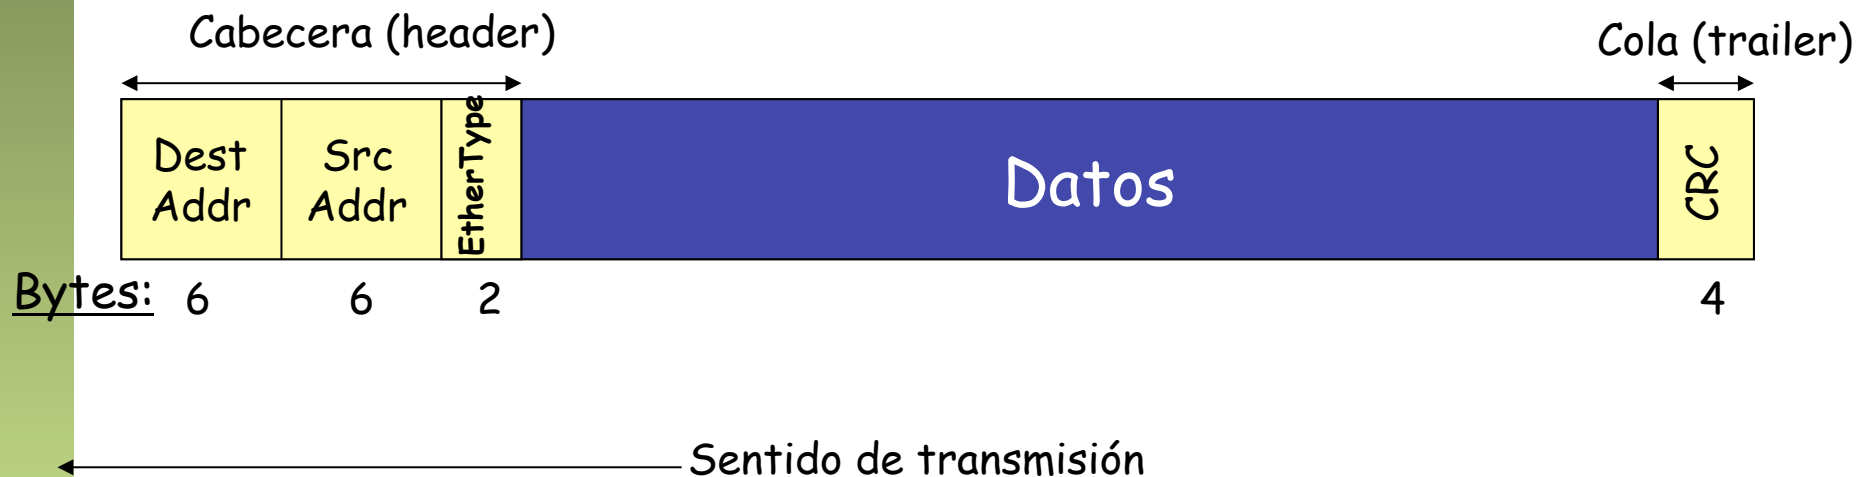 Cabecera (header)
Cola (trailer)
Dest
Addr
Src
Addr
EtherType
Datos
CRC
Bytes: 6 6 2 4
Sentido de transmisión